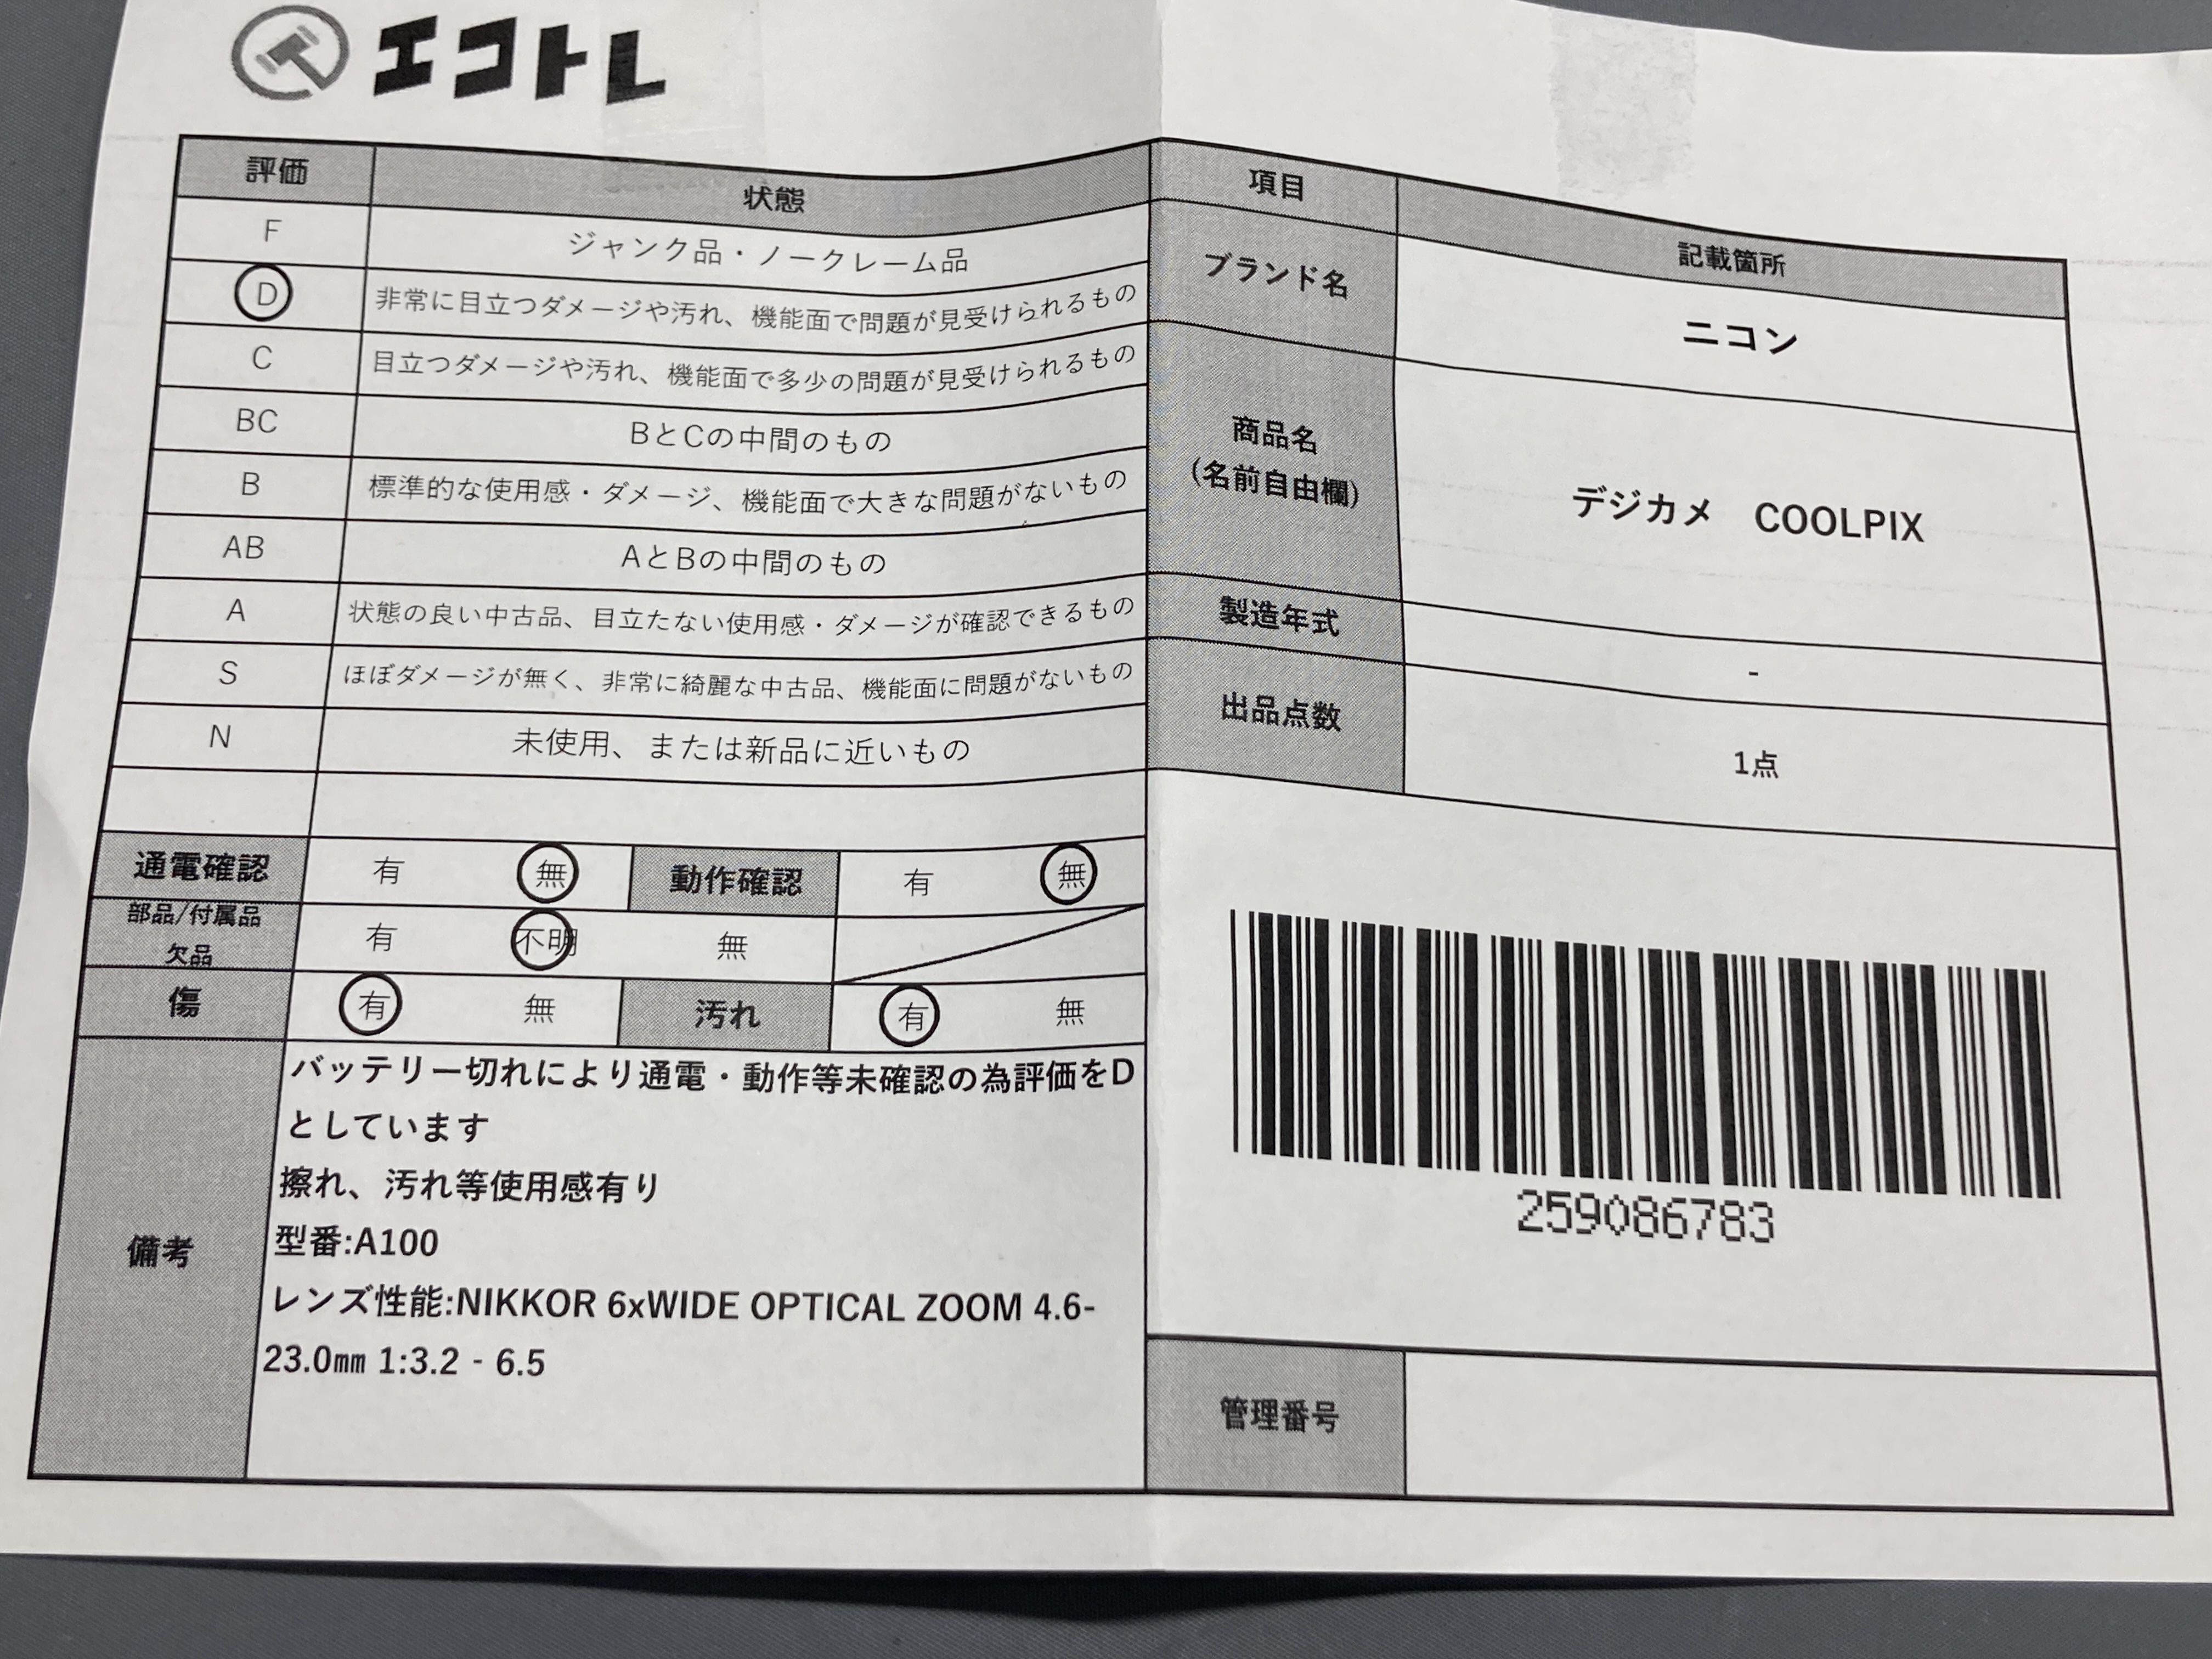 エコトレ
評価 状態
F ジャンク品・ノークレーム品
D 非常に目立つダメージや汚れ、機能面で問題が見受けられるもの
C 目立つダメージや汚れ、機能面で多少の問題が見受けられるもの
BC BとCの中間のもの
B 標準的な使用感・ダメージ、機能面で大きな問題がないもの
AB AとBの中間のもの
A 状態の良い中古品、目立たない使用感・ダメージが確認できるもの
S ほぼダメージが無く、非常に綺麗な中古品、機能面に問題がないもの
N 未使用、または新品に近いもの
通電確認 有 無 動作確認 有 無
部品/付属品
欠品 有 不明 無
傷 有 無 汚れ 有 無
備考
バッテリー切れにより通電・動作等未確認の為評価をD
としています
擦れ、汚れ等使用感有り
型番:A100
レンズ性能:NIKKOR 6xWIDE OPTICAL ZOOM 4.6-
23.0㎜ 1:3.2 - 6.5
項目 記載箇所
ブランド名 ニコン
商品名
(名前自由欄) デジカメ　COOLPIX
製造年式 -
出品点数 1点
259086783
管理番号